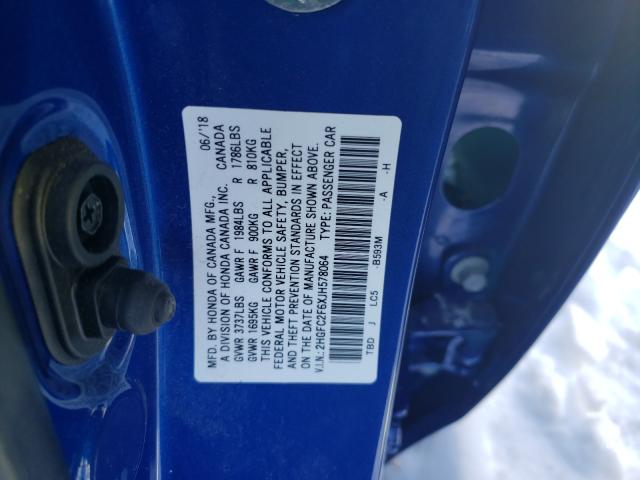 MFD. BY HONDA OF CANADA MFG., 06/'18
A DIVISION OF HONDA CANADA INC. CANADA
GVWR 3737LBS GAWR F 1984LBS R 1786LBS
GVWR 1695KG GAWR F 900KG R 810KG
THIS VEHICLE CONFORMS TO ALL APPLICABLE
FEDERAL MOTOR VEHICLE SAFETY, BUMPER,
AND THEFT PREVENTION STANDARDS IN EFFECT
ON THE DATE OF MANUFACTURE SHOWN ABOVE.
V.I.N.: 2HGFC2F6XJH578064 TYPE: PASSENGER CAR
TBD J LC5 -B593M -A -H